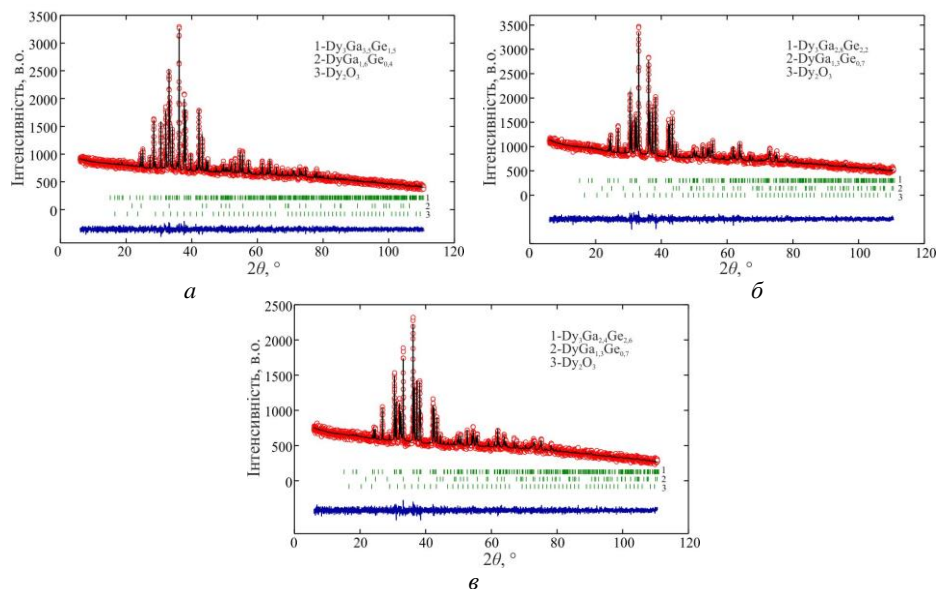 3500
3000
2500
2000
1500
1000
500
0
Інтенсивність, в.о.
1-Dy₃Ga₃,₅Ge₁,₅
2-DyGa₁,₆Ge₀,₄
3-Dy₂O₃
1
2
3
0 20 40 60 80 100 120
2θ, °
а
3500
3000
2500
2000
1500
1000
500
0
Інтенсивність, в.о.
1-Dy₃Ga₂,₈Ge₂,₂
2-DyGa₁,₃Ge₀,₇
3-Dy₂O₃
1
2
3
0 20 40 60 80 100 120
2θ, °
б
2500
2000
1500
1000
500
0
Інтенсивність, в.о.
1-Dy₃Ga₂,₄Ge₂,₆
2-DyGa₁,₃Ge₀,₇
3-Dy₂O₃
1
2
3
0 20 40 60 80 100 120
2θ, °
в